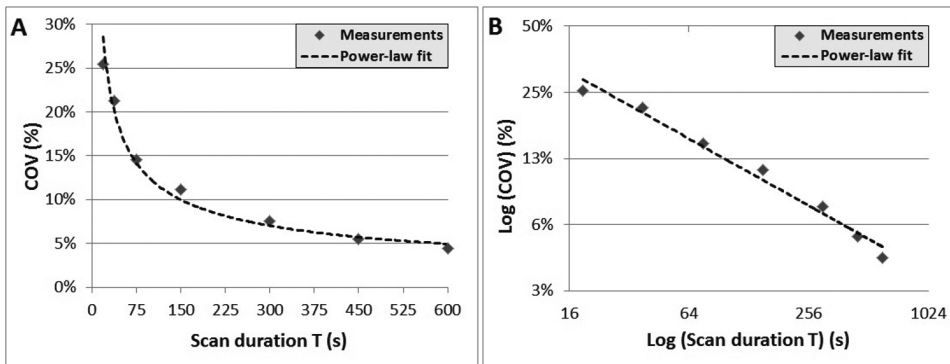 A
COV (%)
30%
25%
20%
15%
10%
5%
0%
Measurements
Power-law fit
0 75 150 225 300 375 450 525 600
Scan duration T (s)
B
Log (COV) (%)
50%
25%
13%
6%
3%
Measurements
Power-law fit
16 64 256 1024
Log (Scan duration T) (s)